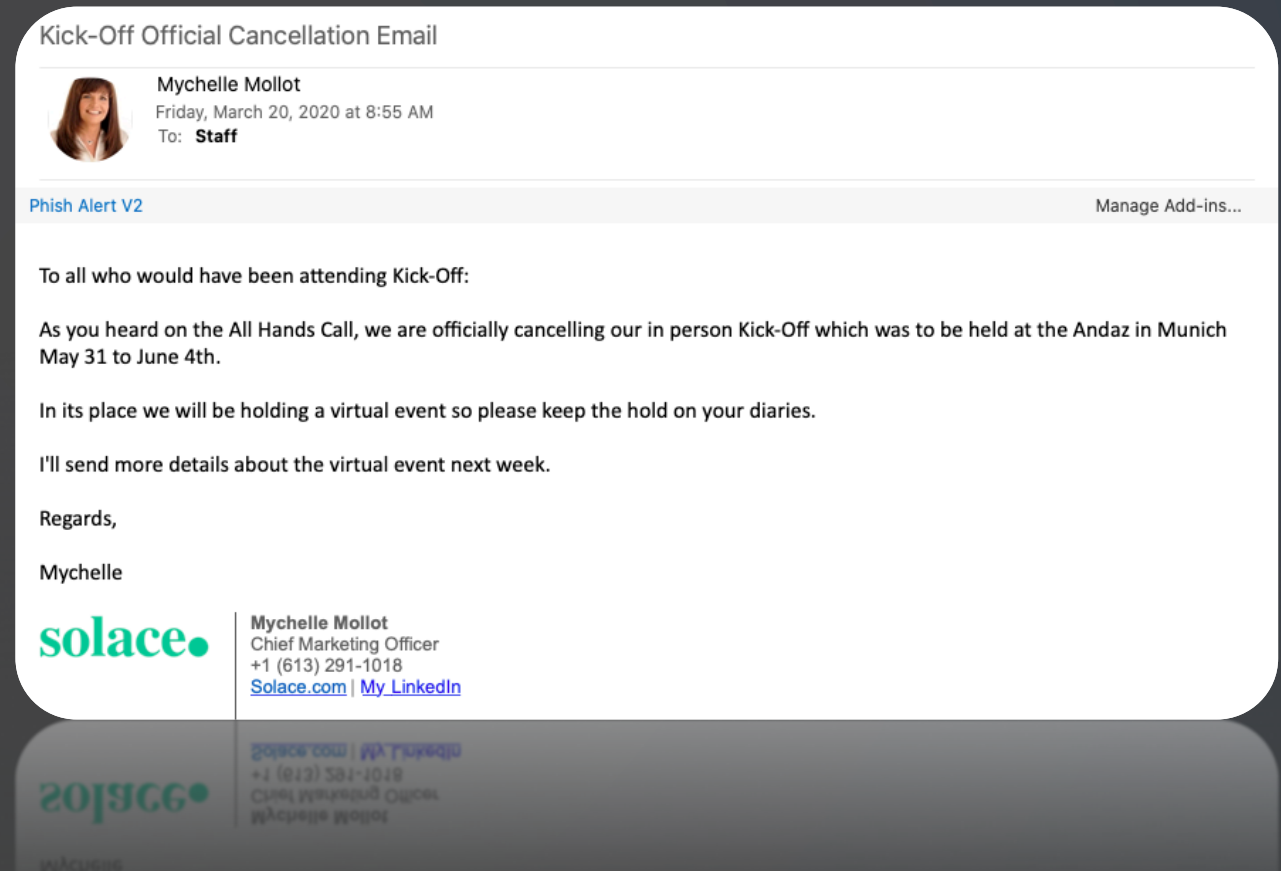 Kick-Off Official Cancellation Email
Mychelle Mollot
Friday, March 20, 2020 at 8:55 AM
To: Staff
Phish Alert V2
Manage Add-ins...
To all who would have been attending Kick-Off:
As you heard on the All Hands Call, we are officially cancelling our in person Kick-Off which was to be held at the Andaz in Munich
May 31 to June 4th.
In its place we will be holding a virtual event so please keep the hold on your diaries.
I'll send more details about the virtual event next week.
Regards,
Mychelle
solace.
Mychelle Mollot
Chief Marketing Officer
+1 (613) 291-1018
Solace.com | My LinkedIn